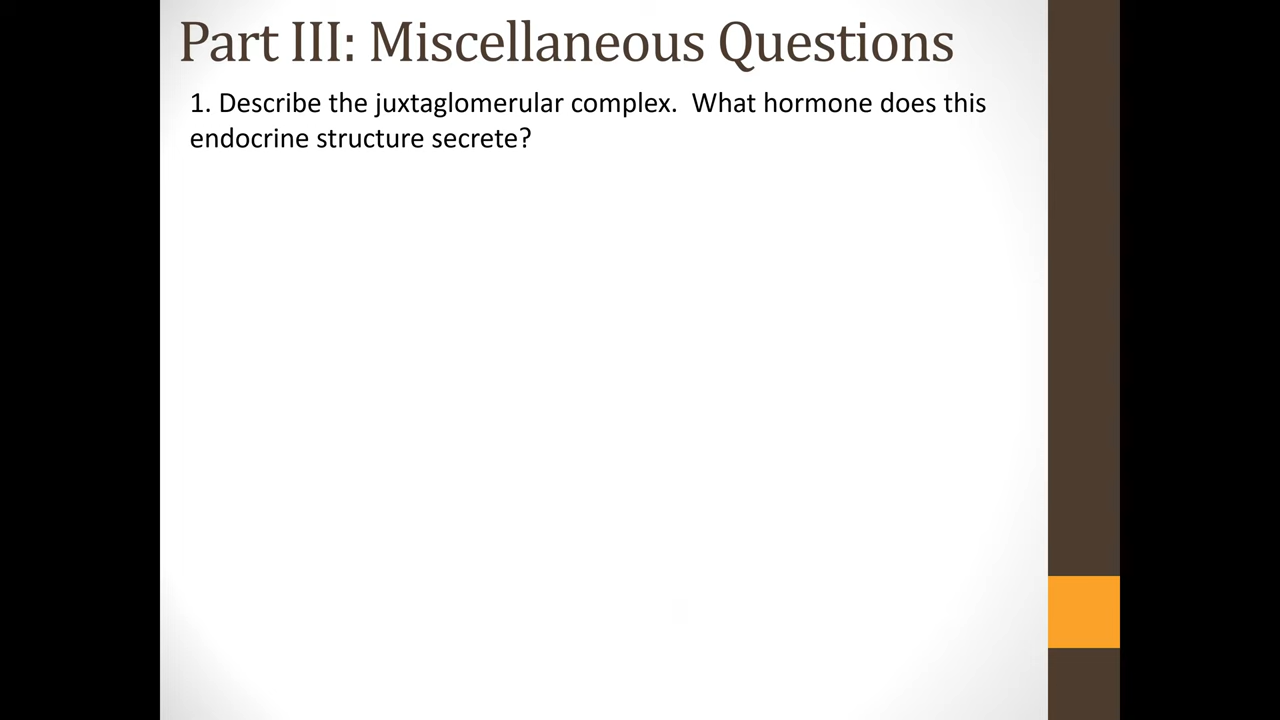 Part III: Miscellaneous Questions
1. Describe the juxtaglomerular complex.  What hormone does this
endocrine structure secrete?